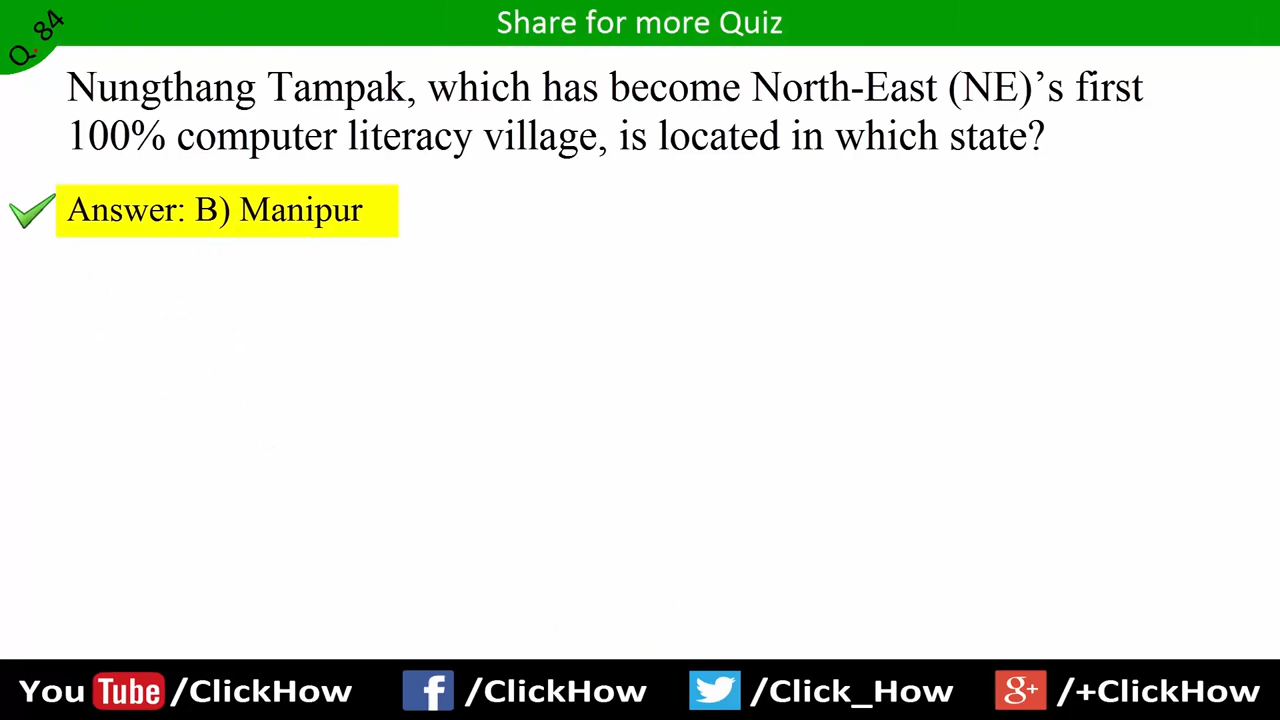 Share for more Quiz
Q. 84
Nungthang Tampak, which has become North-East (NE)’s first
100% computer literacy village, is located in which state?
Answer: B) Manipur
You Tube /ClickHow f /ClickHow /Click_How g+ /+ClickHow